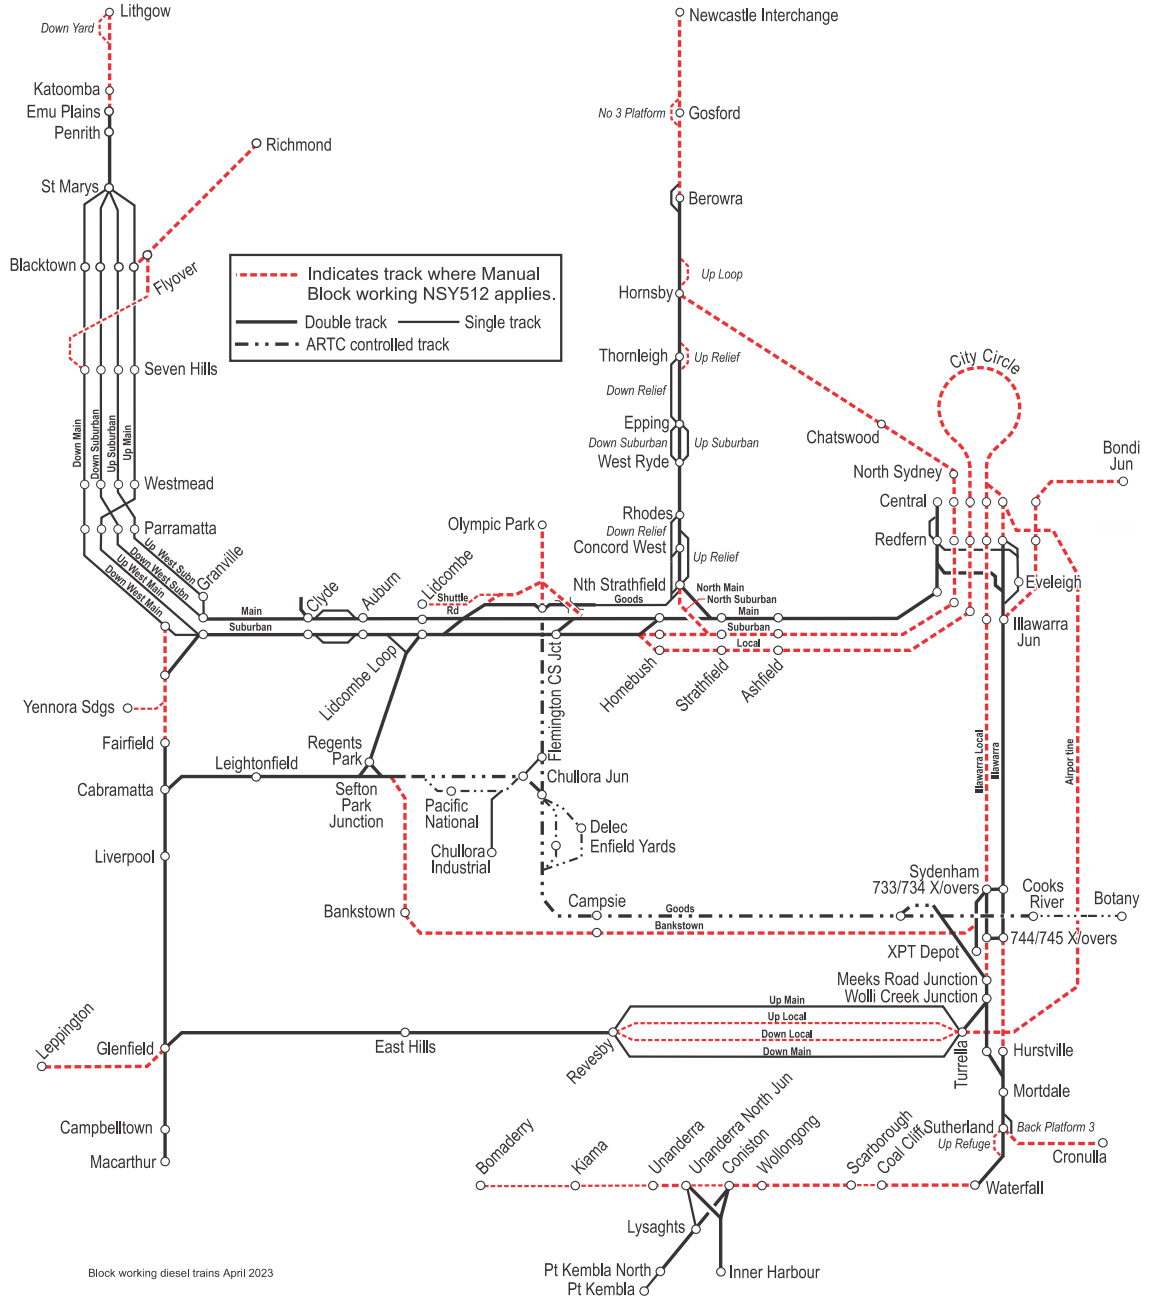 Lithgow
Down Yard
Newcastle Interchange
Katoomba
Emu Plains
Penrith
No 3 Platform
Gosford
Richmond
St Marys
Berowra
Blacktown
Flyover
Indicates track where Manual
Block working NSY512 applies.
Double track
Single track
ARTC controlled track
Up Loop
Hornsby
Seven Hills
Thornleigh
Up Relief
Down Relief
City Circle
Epping
Down Suburban
Up Suburban
West Ryde
Chatswood
Down Main
Down Suburban
Up Suburban
Up Main
Bondi
Jun
North Sydney
Westmead
Central
Parramatta
Olympic Park
Rhodes
Down Relief
Concord West
Up Relief
Redfern
Up West Subn
Down West Subn
Up West Main
Down West Main
Granville
Clyde
Auburn
Lidcombe
Nth Strathfield
North Main
North Suburban
Eveleigh
Shuttle
Rd
Goods
Main
Main
Suburban
Suburban
Local
Illawarra
Jun
Lidcombe Loop
Flemington CS Jct
Homebush
Strathfield
Ashfield
Yennora Sdgs
Fairfield
Regents
Park
Leightonfield
Cabramatta
Sefton
Park
Junction
Pacific
National
Chullora Jun
Illawarra Local
Illawarra
Airpor tine
Delec
Enfield Yards
Chullora
Industrial
Liverpool
Sydenham
733/734 X/overs
Cooks
River
Botany
Bankstown
Campsie
Goods
Bankstown
744/745 X/overs
XPT Depot
Meeks Road Junction
Wolli Creek Junction
Up Main
Up Local
Down Local
Down Main
Leppington
Glenfield
East Hills
Revesby
Turrella
Hurstville
Mortdale
Campbelltown
Sutherland
Back Platform 3
Up Refuge
Cronulla
Macarthur
Bomaderry
Kiama
Unanderra
Unanderra North Jun
Coniston
Wollongong
Scarborough
Coal Cliff
Waterfall
Lysaghts
Pt Kembla North
Pt Kembla
Inner Harbour
Block working diesel trains April 2023